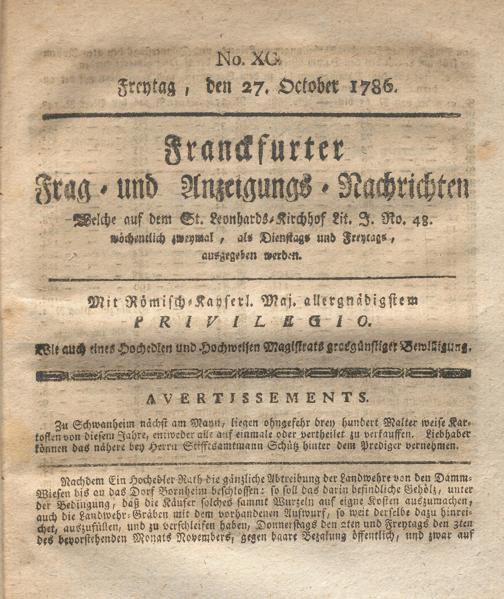 No. XC.
Freytag, den 27. October 1786.
Franckfurter
Frag- und Anzeigungs-Nachrichten
Welche auf dem St. Leonhards-Kirchhof Lit. J. No. 48.
wöchentlich zweymal, als Dienstags und Freytags,
ausgegeben werden.
Mit Römisch-Kayserl. Maj. allergnädigstem
PRIVILEGIO.
Wie auch eines Hochedlen und Hochweisen Magistrats grosgünstiger Bewilligung.
AVERTISSEMENTS.
Zu Schwanheim nächst am Mayn, liegen ohngefehr drey hundert Malter weise Kar-
toflen von diesem Jahre, entweder alle auf einmale oder vertheilet zu verkauffen. Liebhaber
können das nähere bey Herrn Stifftsamtmann Schütz hinter dem Prediger vernehmen.
Nachdem Ein Hochedler Rath die gänzliche Abtreibung der Landwehre von den Damm-
Wiesen bis an das Dorf Bornheim beschlossen: so soll das darin befindliche Gehölz, unter
der Bedingung, daß die Käufer solches sammt Wurzeln auf eigne Kosten auszumachen,
auch die Landwehr-Gräben mit dem vorhandenen Aufwurf, so weit derselbe dazu hinrei-
chet, auszufüllen, und zu verschleifen haben, Donnerstags den 2ten und Freytags den 3ten
des bevorstehenden Monats Novembers, gegen baare Bezalung öffentlich, und zwar auf